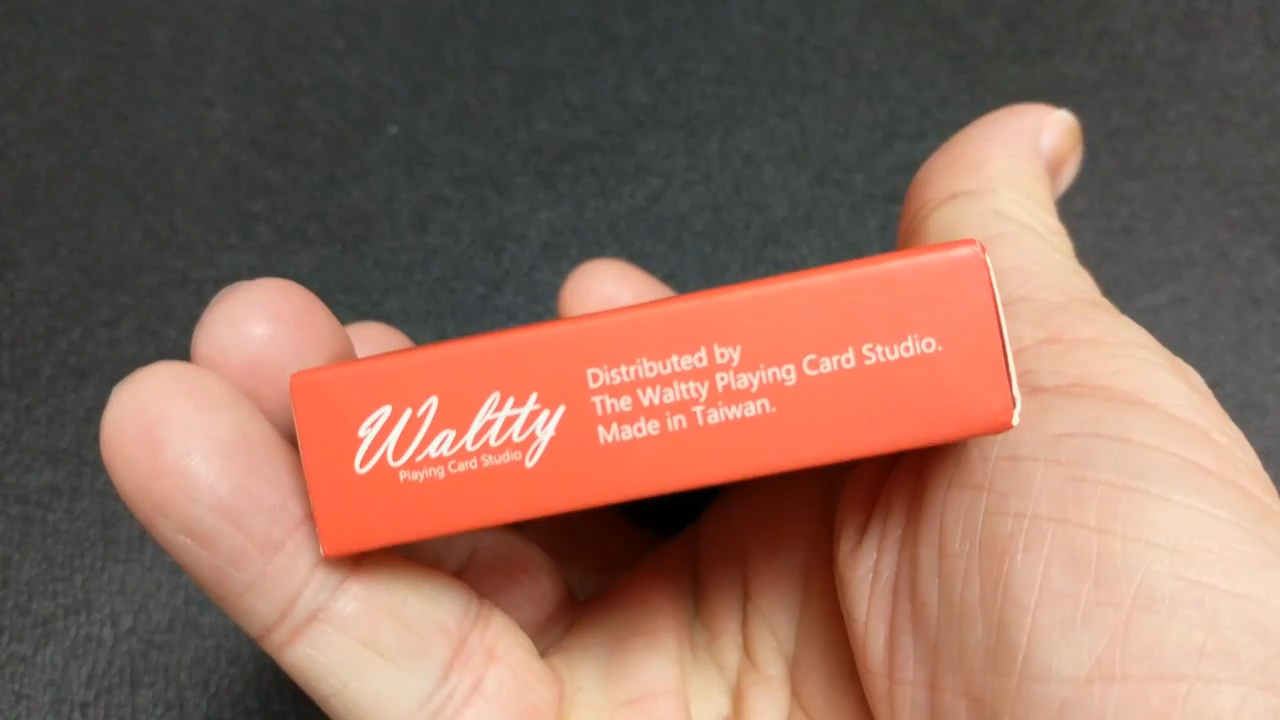 Waltty
Playing Card Studio
Distributed by
The Waltty Playing Card Studio.
Made in Taiwan.